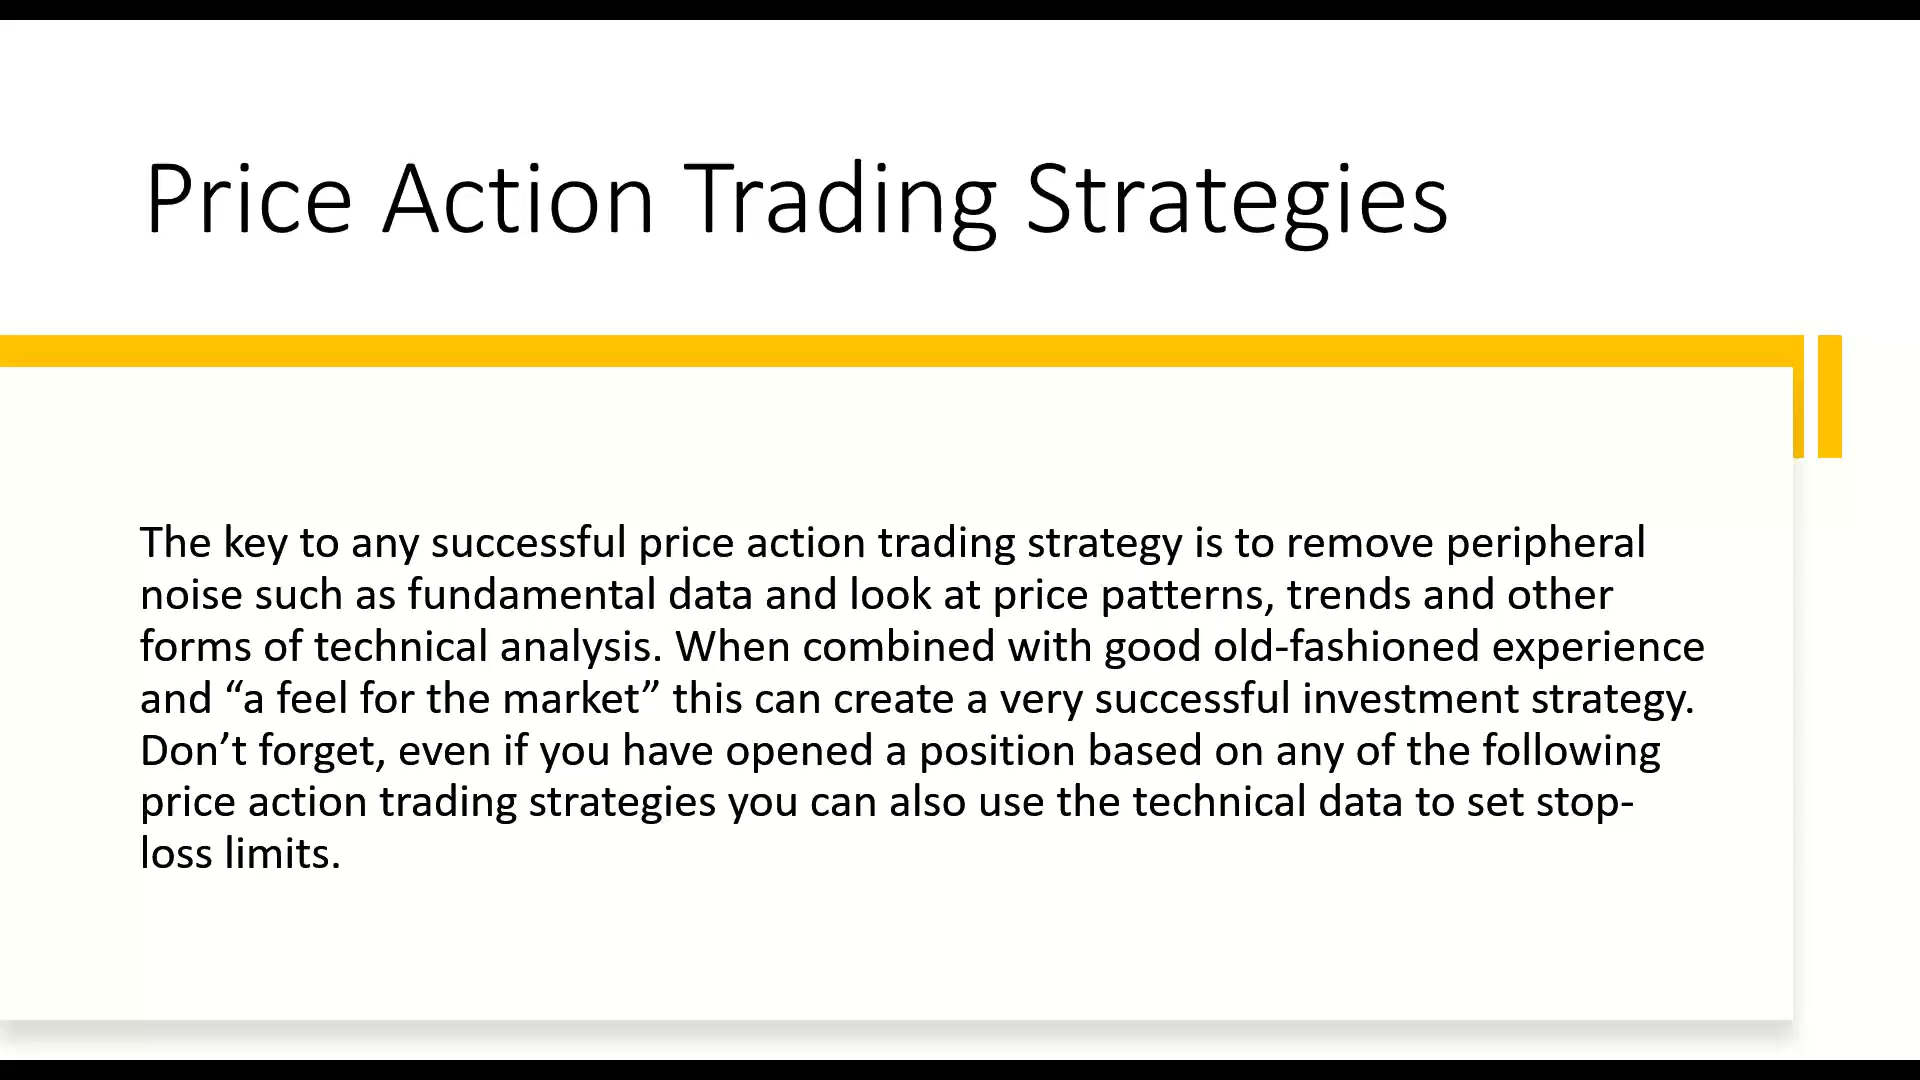 Price Action Trading Strategies
The key to any successful price action trading strategy is to remove peripheral
noise such as fundamental data and look at price patterns, trends and other
forms of technical analysis. When combined with good old-fashioned experience
and “a feel for the market” this can create a very successful investment strategy.
Don’t forget, even if you have opened a position based on any of the following
price action trading strategies you can also use the technical data to set stop-
loss limits.